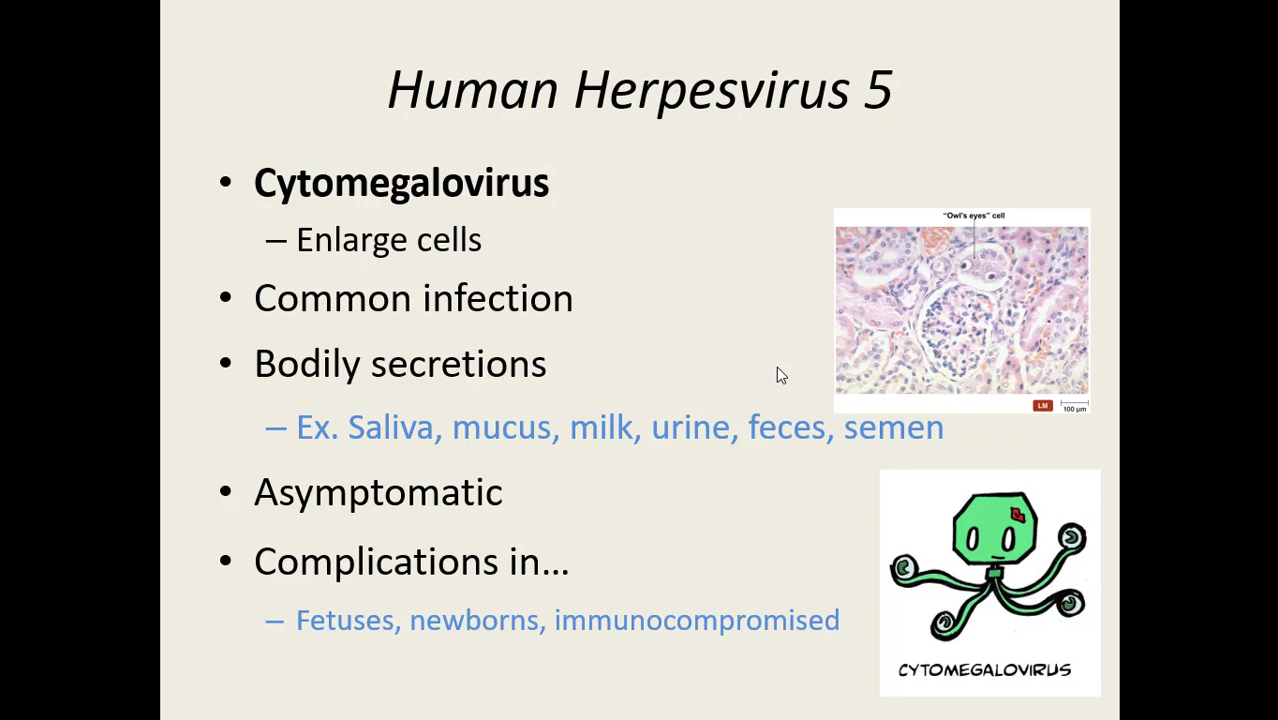 Human Herpesvirus 5
• Cytomegalovirus
– Enlarge cells
• Common infection
• Bodily secretions
– Ex. Saliva, mucus, milk, urine, feces, semen
• Asymptomatic
• Complications in…
– Fetuses, newborns, immunocompromised
"Owl's eyes" cell
LM
100 µm
CYTOMEGALOVIRUS